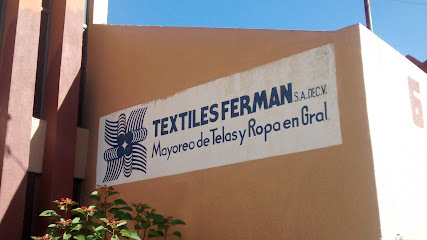 TEXTILES FERMAN S.A. DE C.V.
Mayoreo de Telas y Ropa en Gral.